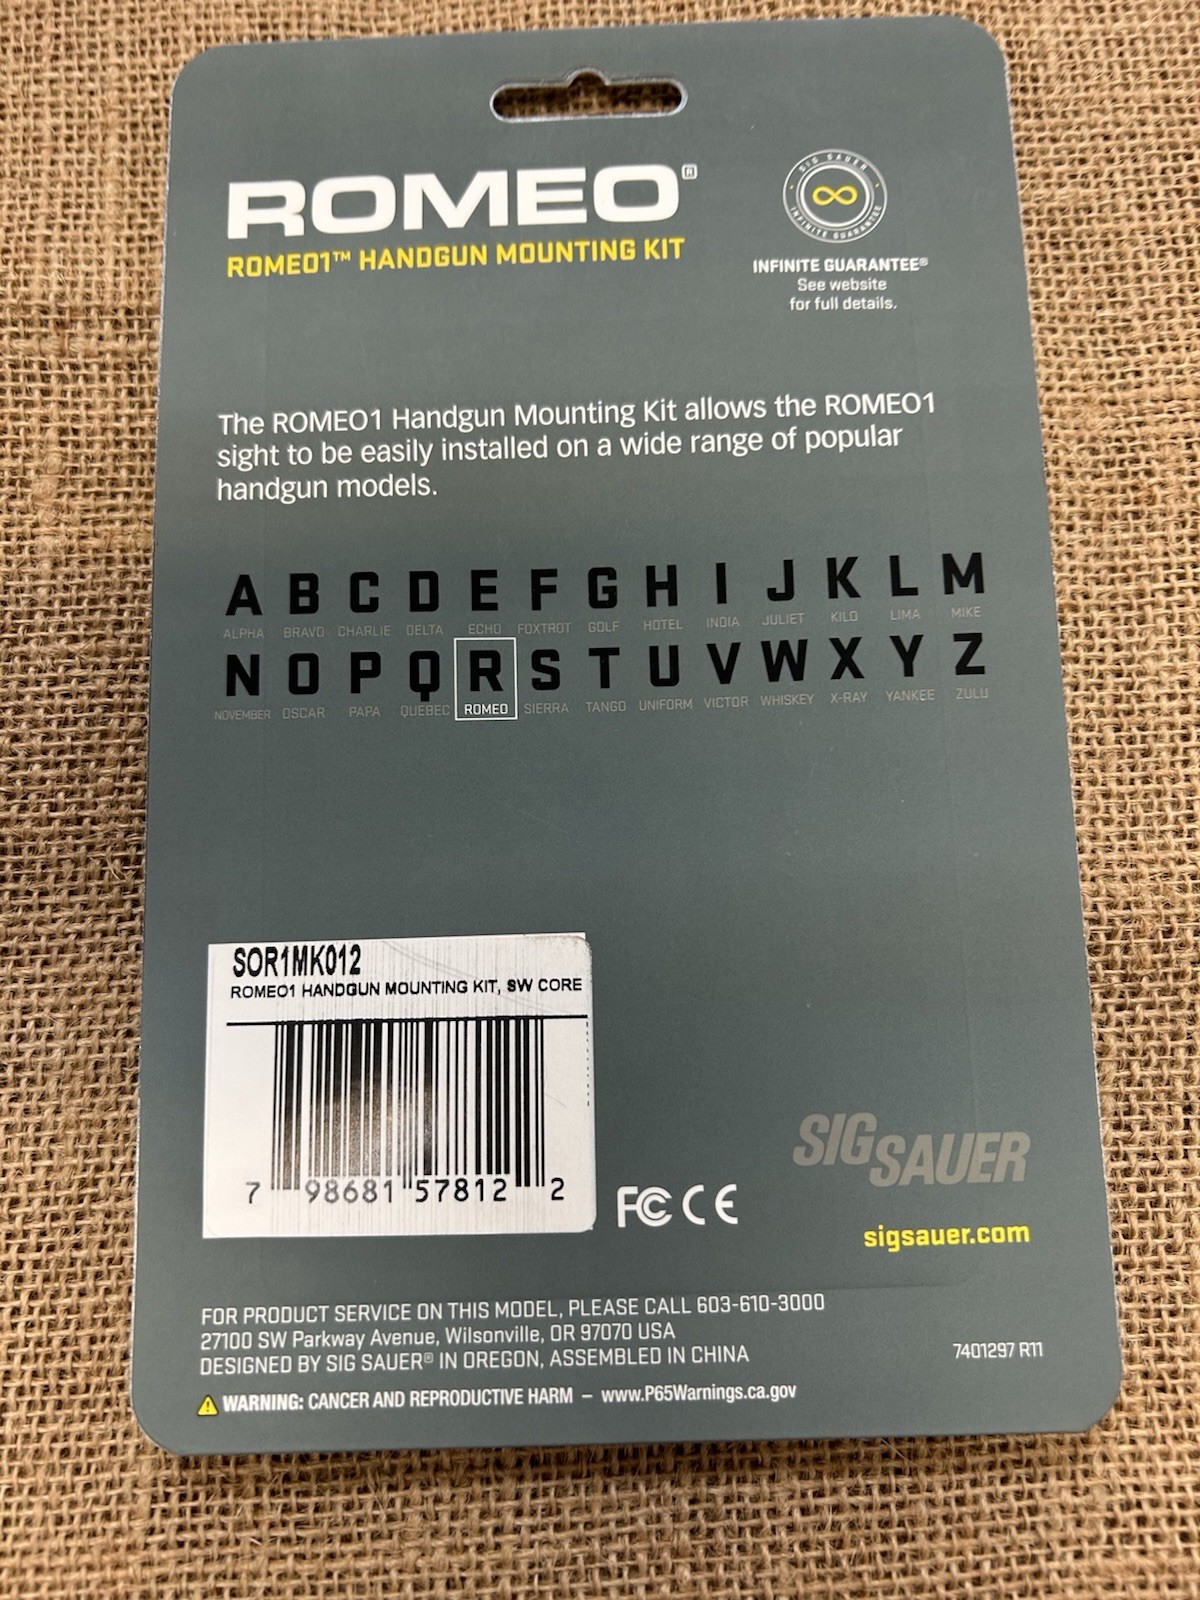 ROMEO®
ROMEO1™ HANDGUN MOUNTING KIT
SIG SAUER
INFINITE GUARANTEE
INFINITE GUARANTEE®
See website
for full details.
The ROMEO1 Handgun Mounting Kit allows the ROMEO1
sight to be easily installed on a wide range of popular
handgun models.
A B C D E F G H I J K L M
ALPHA BRAVO CHARLIE DELTA ECHO FOXTROT GOLF HOTEL INDIA JULIET KILO LIMA MIKE
N O P Q R S T U V W X Y Z
NOVEMBER OSCAR PAPA QUEBEC ROMEO SIERRA TANGO UNIFORM VICTOR WHISKEY X-RAY YANKEE ZULU
SOR1MK012
ROMEO1 HANDGUN MOUNTING KIT, SW CORE
7 98681 57812 2
FC CE
SIG SAUER
sigsauer.com
FOR PRODUCT SERVICE ON THIS MODEL, PLEASE CALL 603-610-3000
27100 SW Parkway Avenue, Wilsonville, OR 97070 USA
DESIGNED BY SIG SAUER® IN OREGON, ASSEMBLED IN CHINA
7401297 R11
WARNING: CANCER AND REPRODUCTIVE HARM – www.P65Warnings.ca.gov